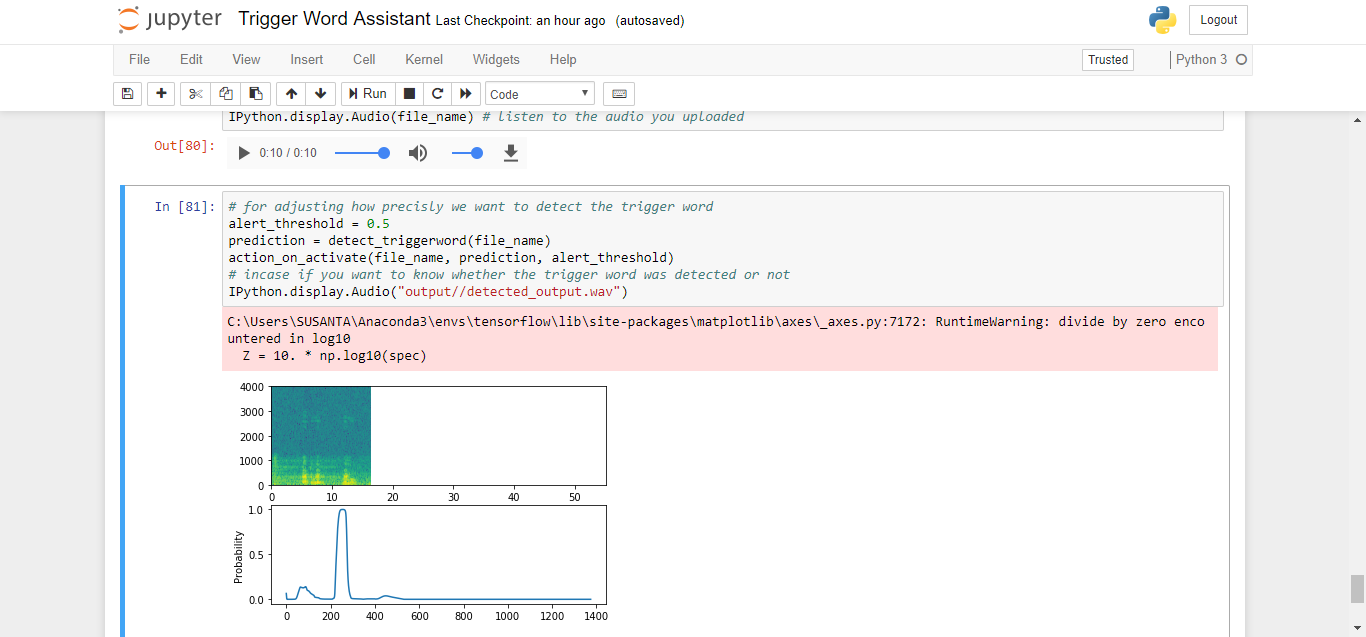 jupyter Trigger Word Assistant Last Checkpoint: an hour ago (autosaved) Logout
File Edit View Insert Cell Kernel Widgets Help Trusted Python 3
Run Code
IPython.display.Audio(file_name) # listen to the audio you uploaded
Out[80]: 0:10 / 0:10
In [81]: # for adjusting how precisly we want to detect the trigger word
alert_threshold = 0.5
prediction = detect_triggerword(file_name)
action_on_activate(file_name, prediction, alert_threshold)
# incase if you want to know whether the trigger word was detected or not
IPython.display.Audio("output//detected_output.wav")
C:\Users\SUSANTA\Anaconda3\envs\tensorflow\lib\site-packages\matplotlib\axes\_axes.py:7172: RuntimeWarning: divide by zero enco
untered in log10
Z = 10. * np.log10(spec)
4000
3000
2000
1000
0
0 10 20 30 40 50
1.0
0.5
0.0
Probability
0 200 400 600 800 1000 1200 1400